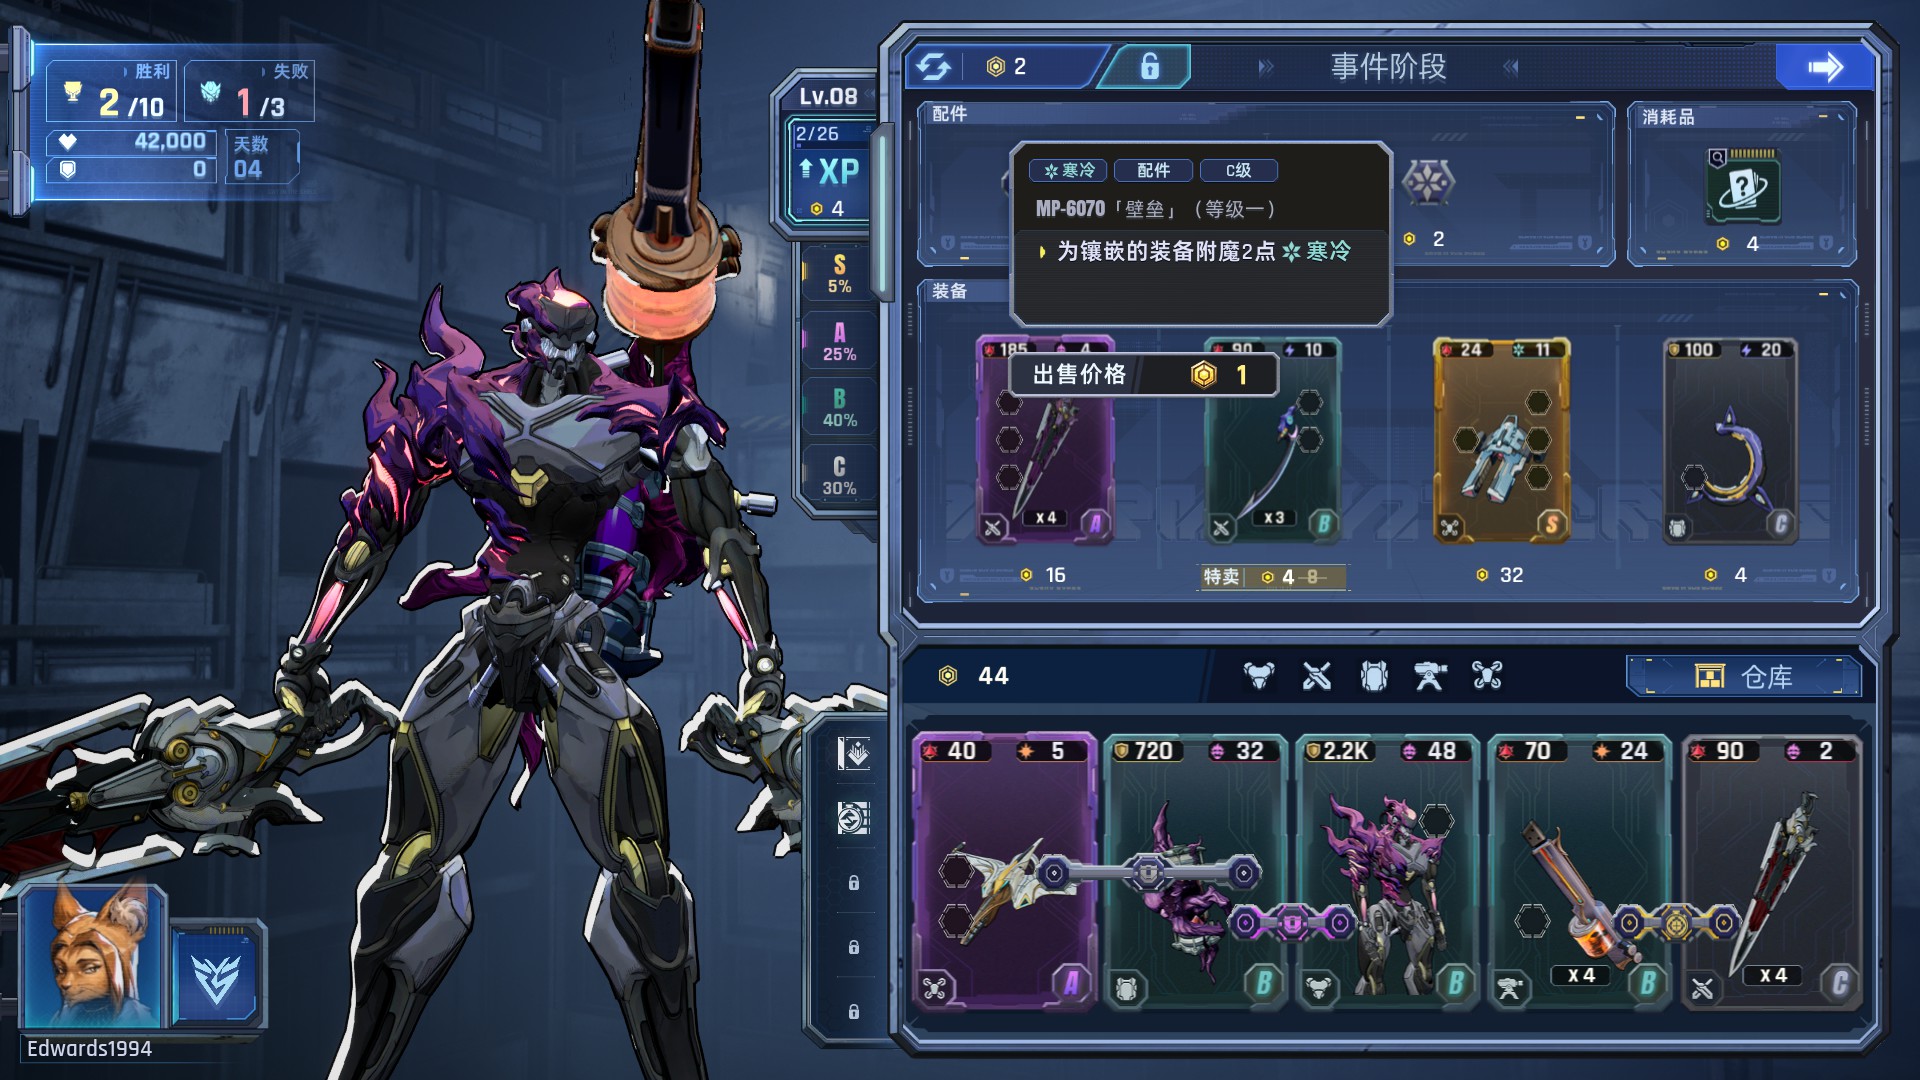 胜利
2/10
失败
1/3
42,000
0
天数
04
Lv.08
2/26
XP
4
S
5%
A
25%
B
40%
C
30%
2
事件阶段
配件
消耗品
寒冷
配件
C级
MP-6070「壁垒」（等级一）
为镶嵌的装备附魔2点寒冷
出售价格
1
2
4
装备
185
4
x4
A
16
90
10
x3
B
特卖
4
8
24
11
S
32
100
20
C
4
44
仓库
40
5
A
720
32
B
2.2K
48
B
70
24
x4
B
90
2
x4
C
Edwards1994